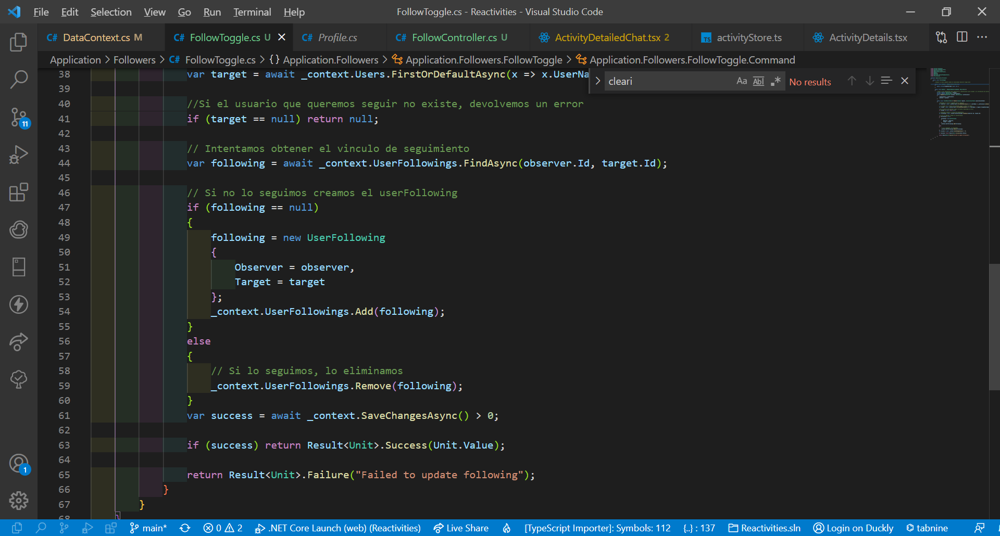 File Edit Selection View Go Run Terminal Help FollowToggle.cs - Reactivities - Visual Studio Code
C# DataContext.cs M C# FollowToggle.cs U C# Profile.cs C# FollowController.cs U ActivityDetailedChat.tsx 2 TS activityStore.ts ActivityDetails.tsx
Application > Followers > C# FollowToggle.cs > {} Application.Followers > Application.Followers.FollowToggle > Application.Followers.FollowToggle.Command
cleari Aa Abl .* No results
38 var target = await _context.Users.FirstOrDefaultAsync(x => x.UserNa
39
40 //Si el usuario que queremos seguir no existe, devolvemos un error
41 if (target == null) return null;
42
43 // Intentamos obtener el vinculo de seguimiento
44 var following = await _context.UserFollowings.FindAsync(observer.Id, target.Id);
45
46 // Si no lo seguimos creamos el userFollowing
47 if (following == null)
48 {
49 following = new UserFollowing
50 {
51 Observer = observer,
52 Target = target
53 };
54 _context.UserFollowings.Add(following);
55 }
56 else
57 {
58 // Si lo seguimos, lo eliminamos
59 _context.UserFollowings.Remove(following);
60 }
61 var success = await _context.SaveChangesAsync() > 0;
62
63 if (success) return Result<Unit>.Success(Unit.Value);
64
65 return Result<Unit>.Failure("Failed to update following");
66 }
67 }
68 }
11
1
main* 0 2 .NET Core Launch (web) (Reactivities) Live Share [TypeScript Importer]: Symbols: 112 {..} : 137 Reactivities.sln Login on Duckly tabnine